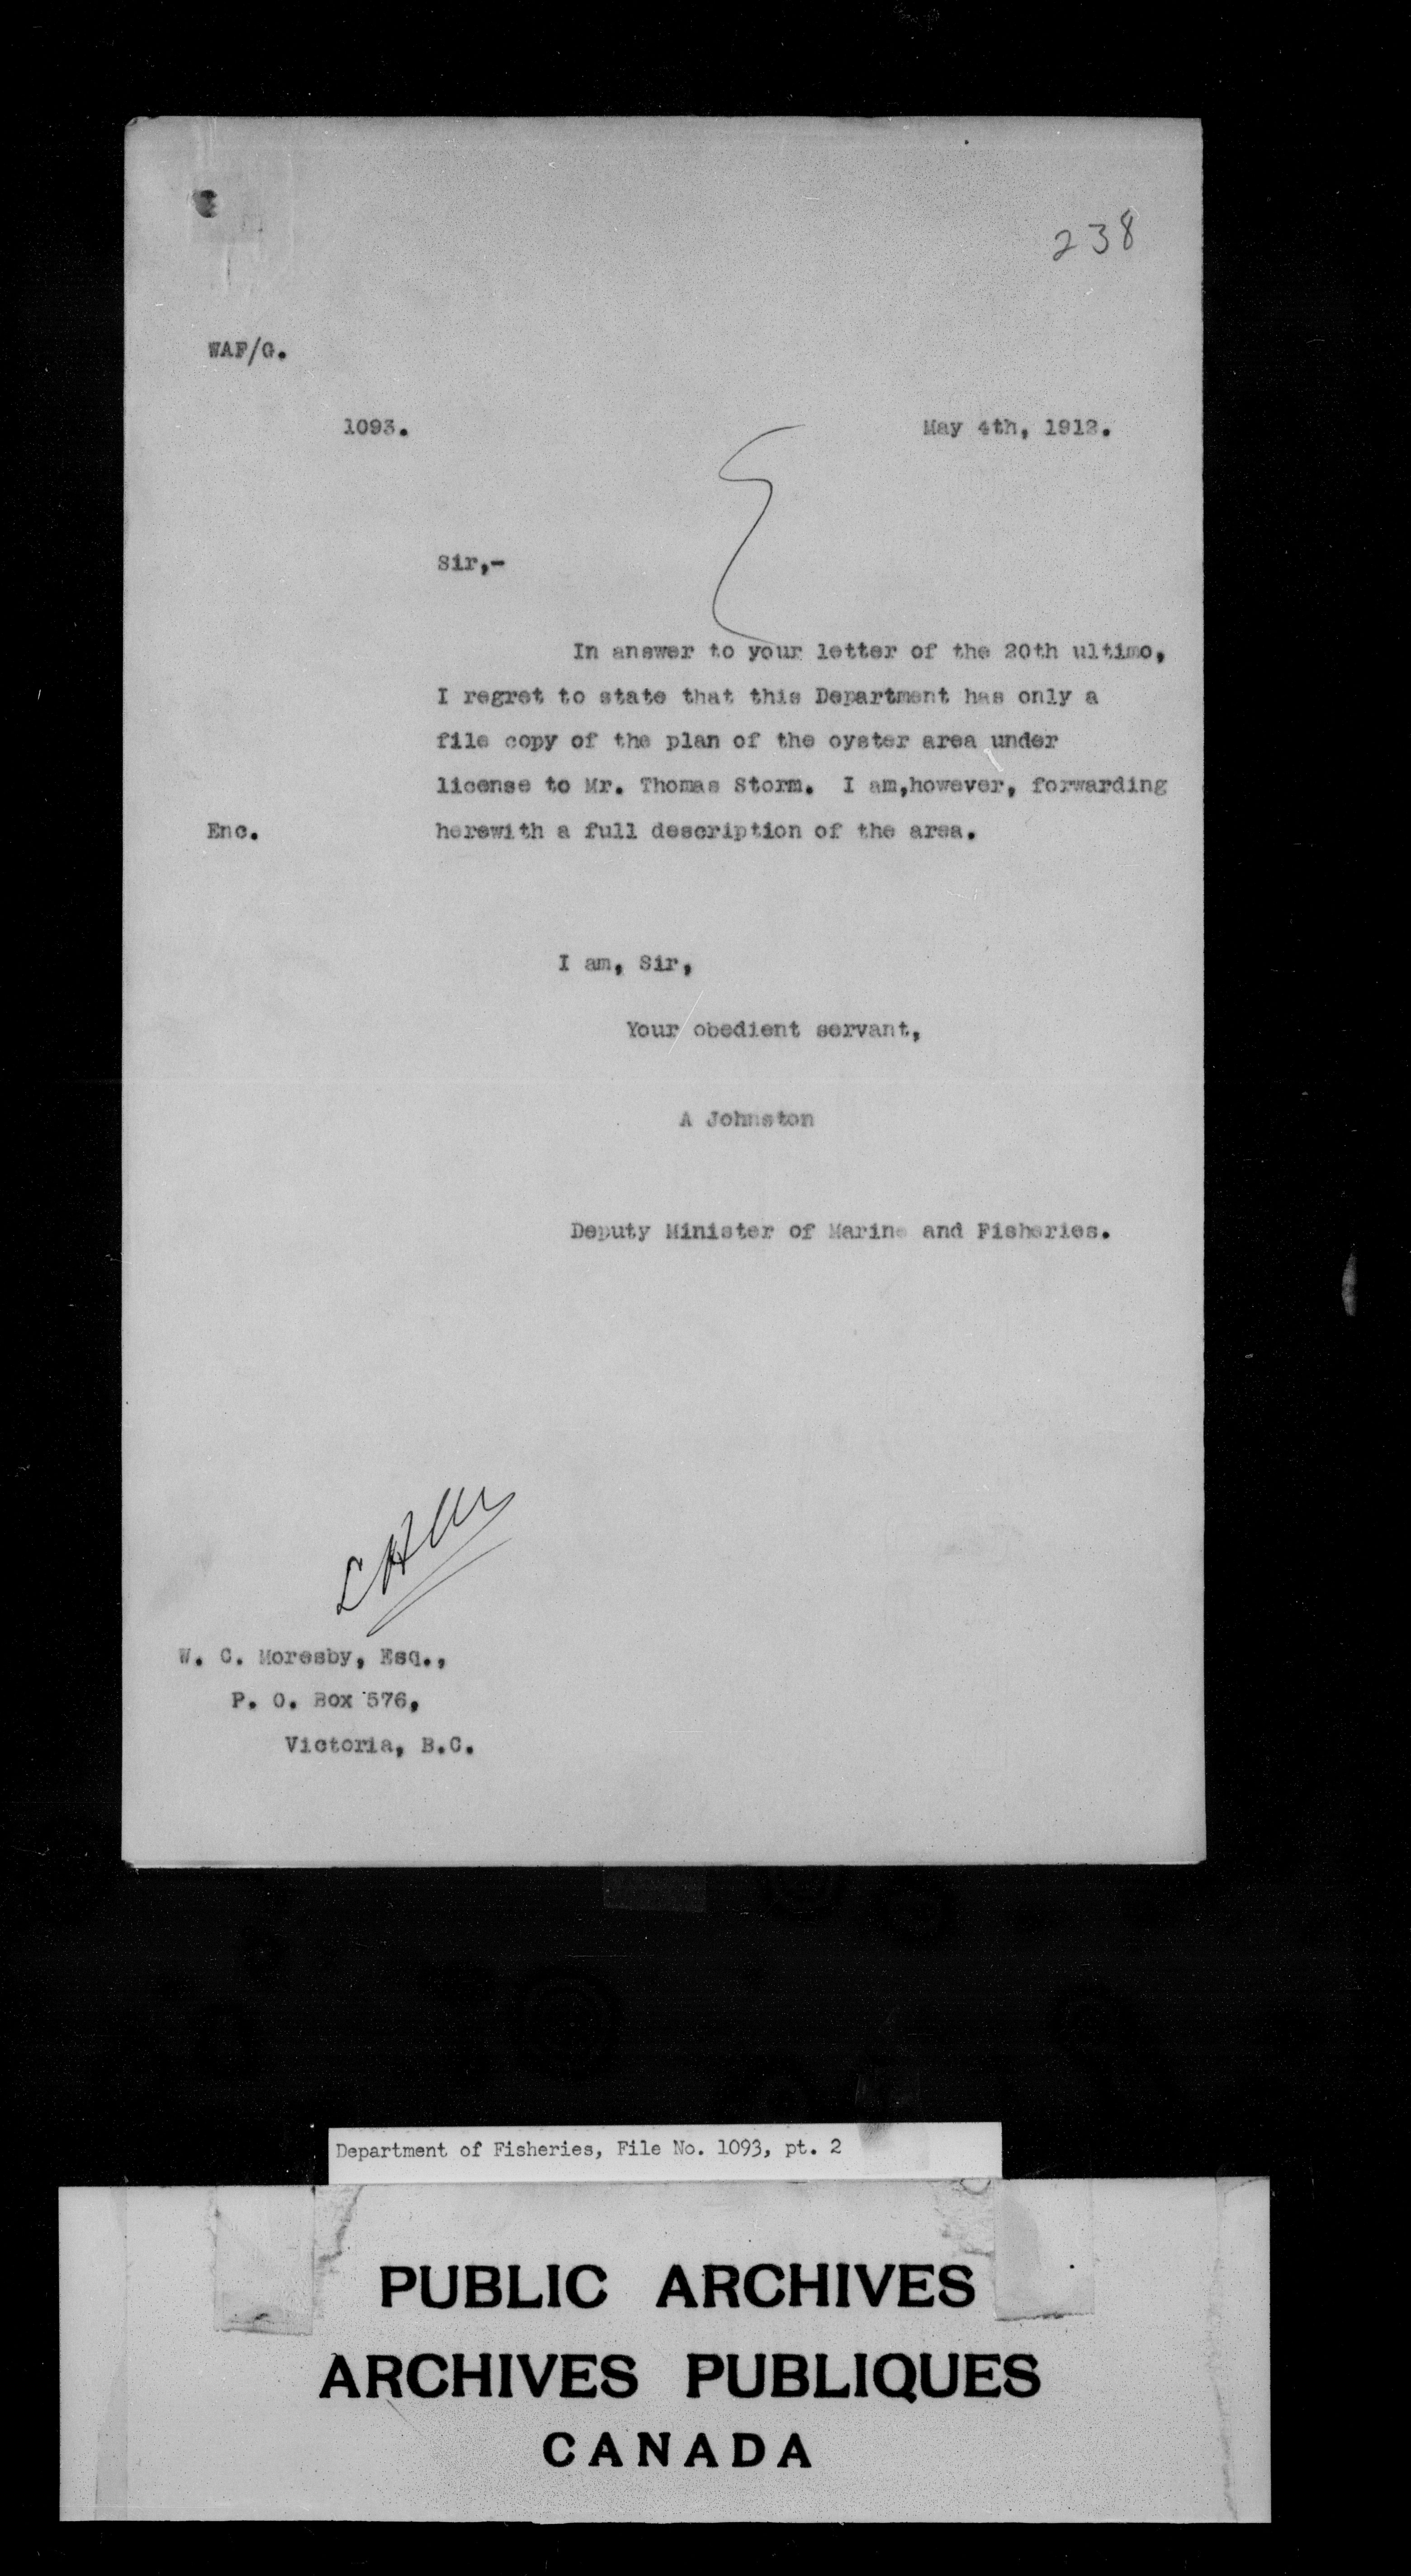 238
WAF/G.
1093. May 4th, 1912.
Sir,-
In answer to your letter of the 20th ultimo,
I regret to state that this Department has only a
file copy of the plan of the oyster area under
license to Mr. Thomas Storm. I am,however, forwarding
Enc. herewith a full description of the area.
I am, Sir,
Your obedient servant,
A Johnston
Deputy Minister of Marine and Fisheries.
W. C. Moresby, Esq.,
P. O. Box 576,
Victoria, B.C.
Department of Fisheries, File No. 1093, pt. 2
PUBLIC ARCHIVES
ARCHIVES PUBLIQUES
CANADA